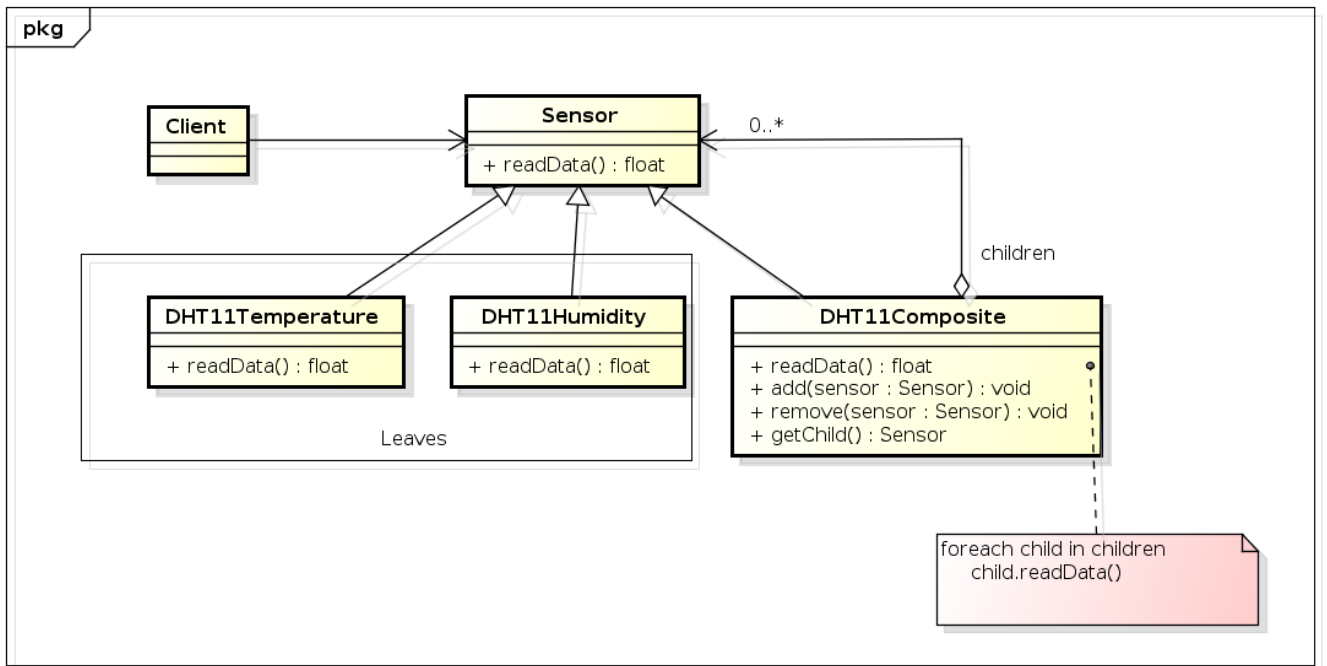 pkg
Client
Sensor
+ readData() : float
0..*
children
DHT11Temperature
+ readData() : float
DHT11Humidity
+ readData() : float
Leaves
DHT11Composite
+ readData() : float
+ add(sensor : Sensor) : void
+ remove(sensor : Sensor) : void
+ getChild() : Sensor
foreach child in children
child.readData()